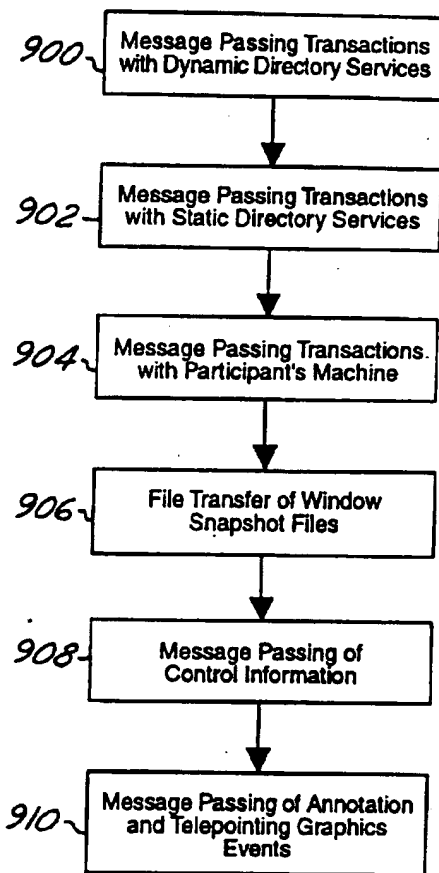 900
Message Passing Transactions
with Dynamic Directory Services
902
Message Passing Transactions
with Static Directory Services
904
Message Passing Transactions
with Participant's Machine
906
File Transfer of Window
Snapshot Files
908
Message Passing of
Control Information
910
Message Passing of Annotation
and Telepointing Graphics
Events